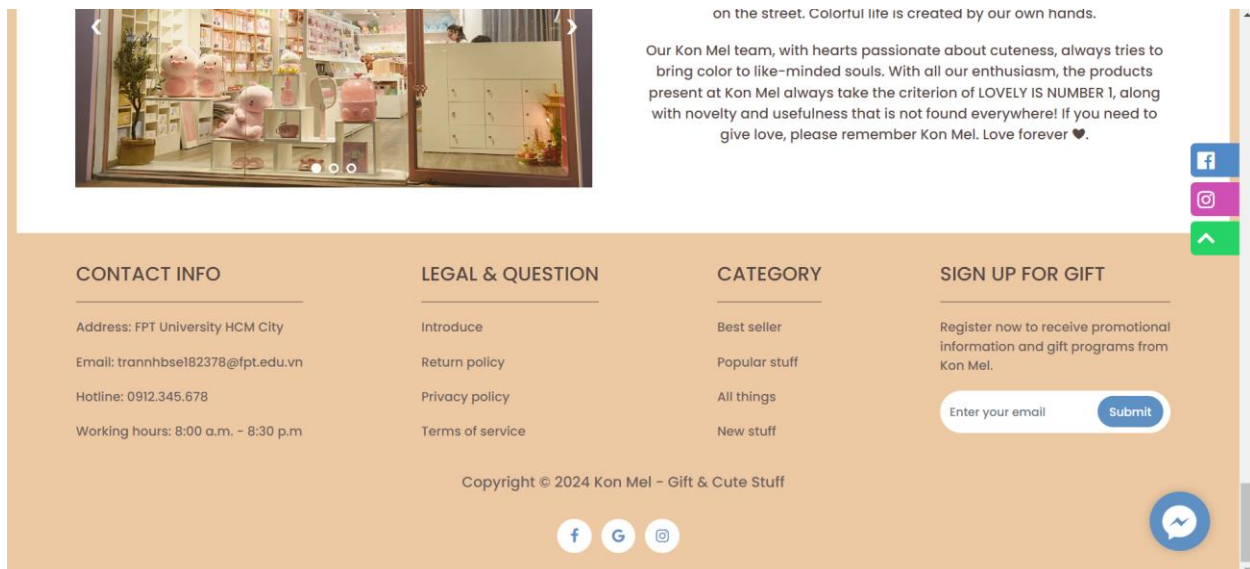 on the street. Colorful life is created by our own hands.
Our Kon Mel team, with hearts passionate about cuteness, always tries to
bring color to like-minded souls. With all our enthusiasm, the products
present at Kon Mel always take the criterion of LOVELY IS NUMBER 1, along
with novelty and usefulness that is not found everywhere! If you need to
give love, please remember Kon Mel. Love forever 🖤.
CONTACT INFO
Address: FPT University HCM City
Email: trannhbse182378@fpt.edu.vn
Hotline: 0912.345.678
Working hours: 8:00 a.m. - 8:30 p.m
LEGAL & QUESTION
Introduce
Return policy
Privacy policy
Terms of service
CATEGORY
Best seller
Popular stuff
All things
New stuff
SIGN UP FOR GIFT
Register now to receive promotional
information and gift programs from
Kon Mel.
Enter your email Submit
Copyright © 2024 Kon Mel - Gift & Cute Stuff